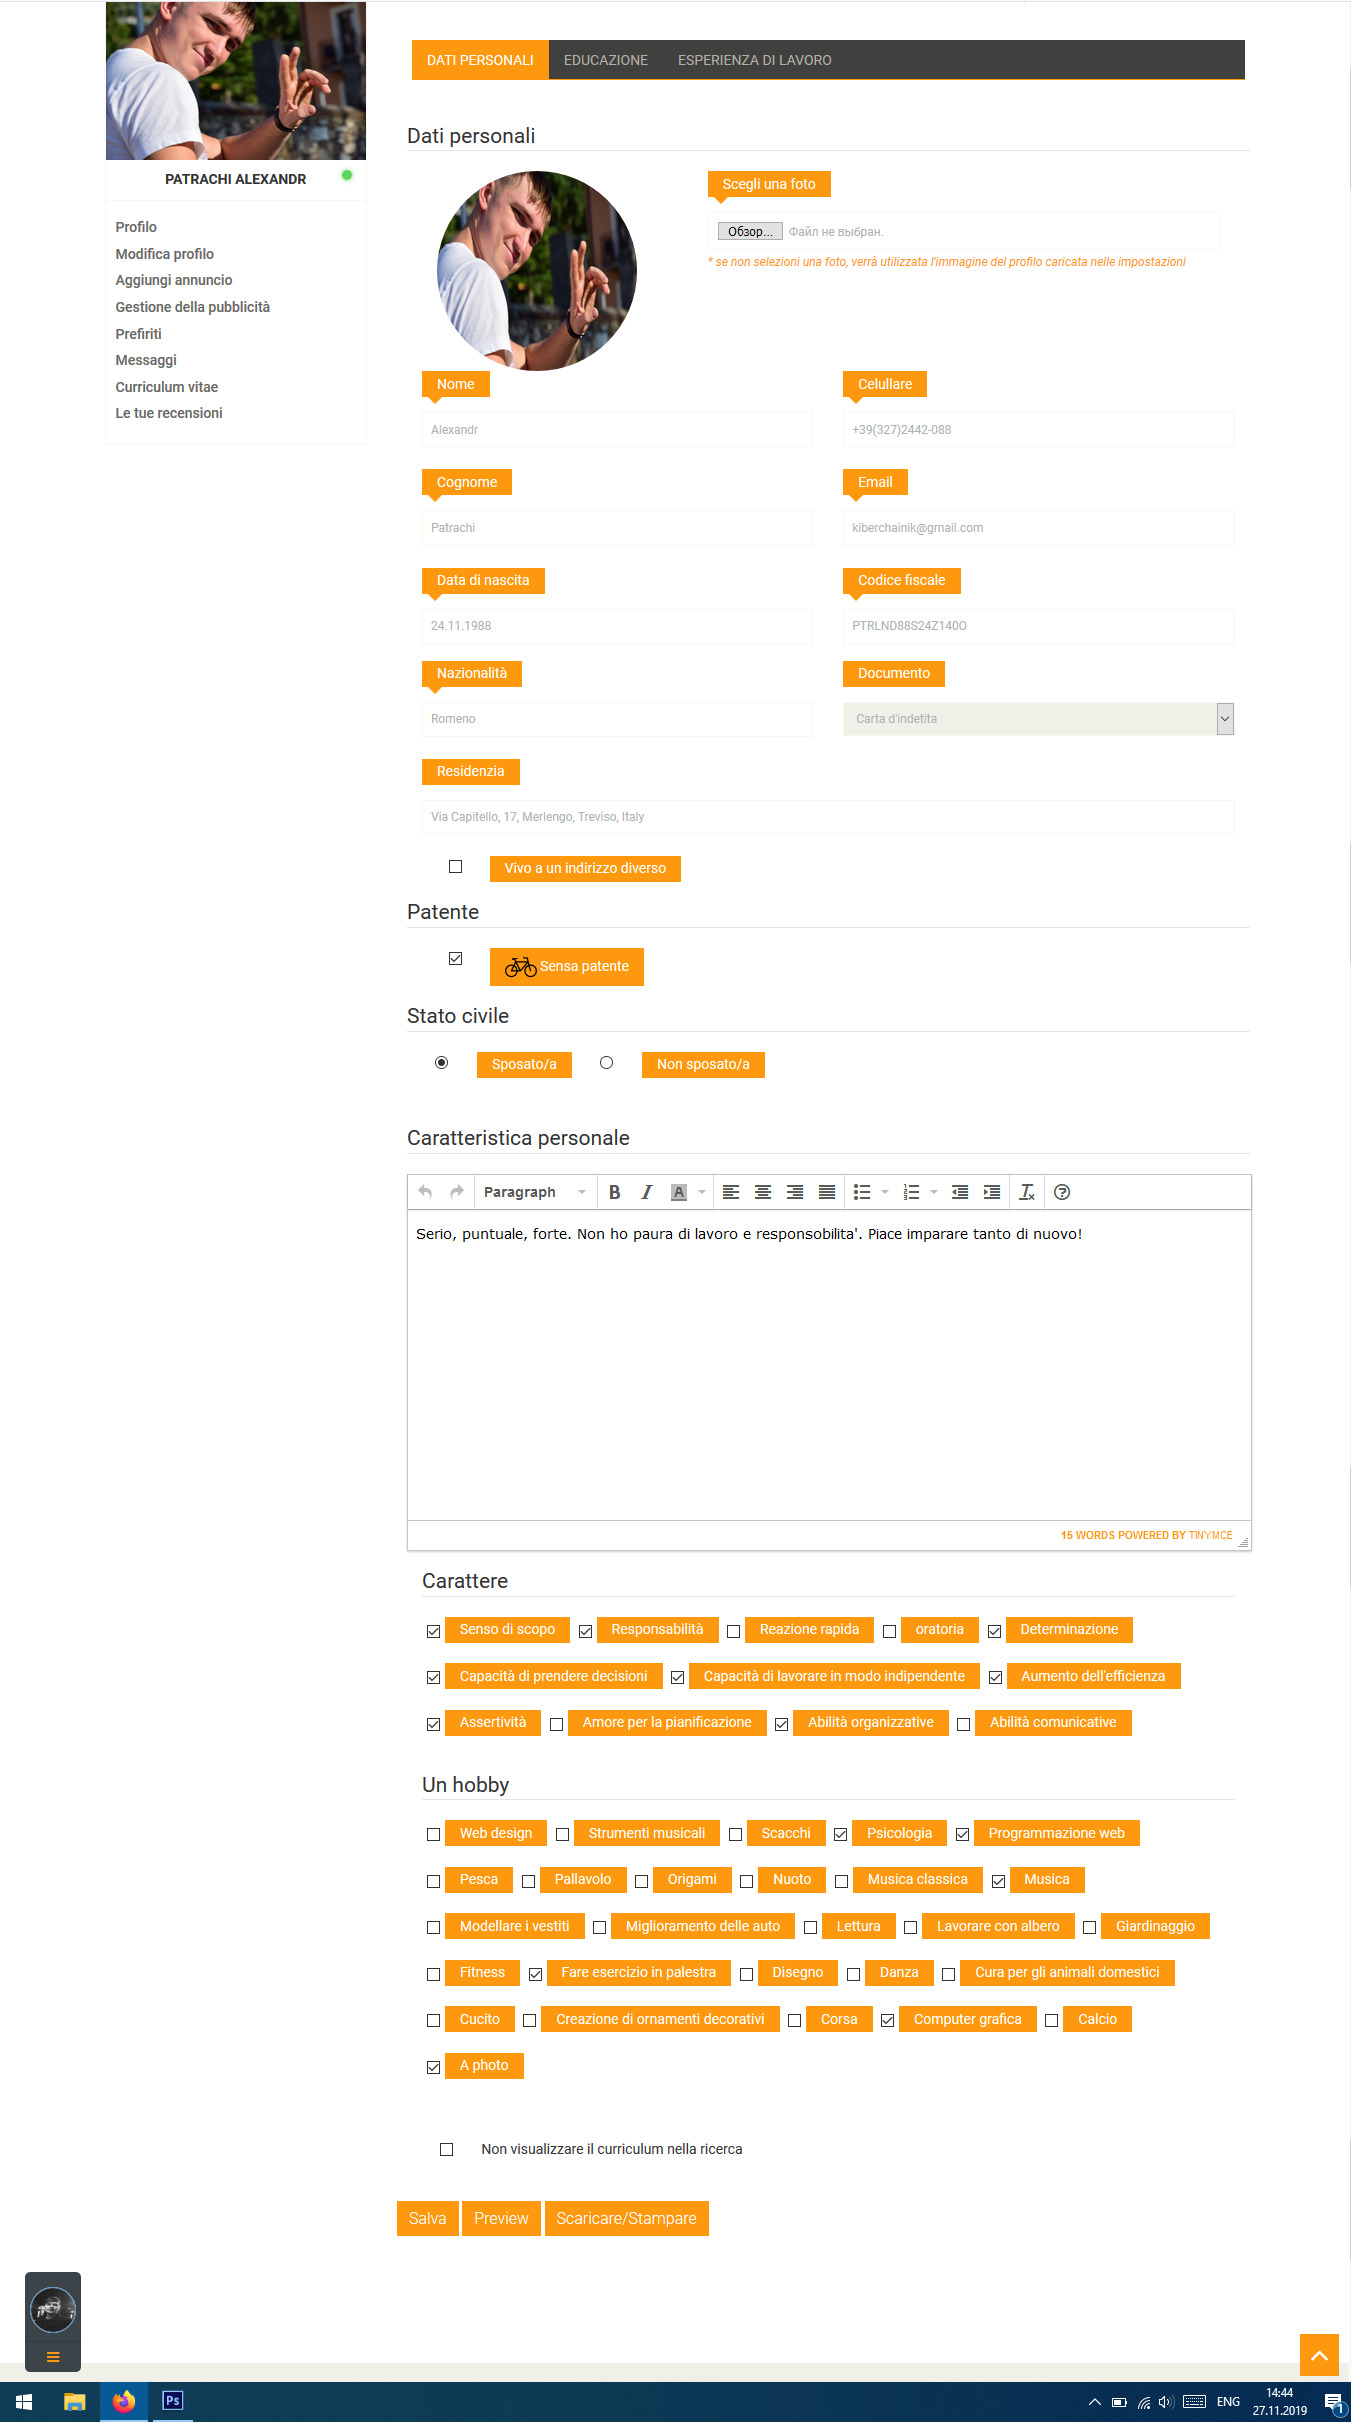 DATI PERSONALI EDUCAZIONE ESPERIENZA DI LAVORO
PATRACHI ALEXANDR
Profilo
Modifica profilo
Aggiungi annuncio
Gestione della pubblicità
Prefiriti
Messaggi
Curriculum vitae
Le tue recensioni
Dati personali
Scegli una foto
Обзор... Файл не выбран.
* se non selezioni una foto, verrà utilizzata l'immagine del profilo caricata nelle impostazioni
Nome Celullare
Alexandr +39(327)2442-088
Cognome Email
Patrachi kiberchainik@gmail.com
Data di nascita Codice fiscale
24.11.1988 PTRLND88S24Z140O
Nazionalità Documento
Romeno Carta d'indetita
Residenzia
Via Capitello, 17, Merlengo, Treviso, Italy
Vivo a un indirizzo diverso
Patente
Sensa patente
Stato civile
Sposato/a Non sposato/a
Caratteristica personale
Paragraph B I A
Serio, puntuale, forte. Non ho paura di lavoro e responsobilita'. Piace imparare tanto di nuovo!
15 WORDS POWERED BY TINYMCE
Carattere
Senso di scopo Responsabilità Reazione rapida oratoria Determinazione
Capacità di prendere decisioni Capacità di lavorare in modo indipendente Aumento dell'efficienza
Assertività Amore per la pianificazione Abilità organizzative Abilità comunicative
Un hobby
Web design Strumenti musicali Scacchi Psicologia Programmazione web
Pesca Pallavolo Origami Nuoto Musica classica Musica
Modellare i vestiti Miglioramento delle auto Lettura Lavorare con albero Giardinaggio
Fitness Fare esercizio in palestra Disegno Danza Cura per gli animali domestici
Cucito Creazione di ornamenti decorativi Corsa Computer grafica Calcio
A photo
Non visualizzare il curriculum nella ricerca
Salva Preview Scaricare/Stampare
Ps ENG 14:44
27.11.2019 1